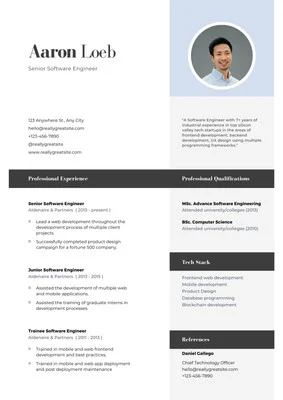 Aaron Loeb
Senior Software Engineer
123 Anywhere St., Any City
hello@reallygreatsite.com
+123-456-7890
@reallygreatsite
www.reallygreatsite.com
"A Software Engineer with 7+ years of
industrial experience in top silicon
valley tech startups in the areas of
frontend development, backend
development, UX design using multiple
programming frameworks."
Professional Experience
Senior Software Engineer
Aldenaire & Partners ( 2015 - present )
Lead a web development throughout the
development process of multiple client
projects
Successfully completed product design
campaign for a fortune 500 company.
Junior Software Engineer
Aldenaire & Partners ( 2013 - 2015 )
Assisted the development of multiple web
and mobile applications.
Assisted the training of graduate interns in
development processes.
Trainee Software Engineer
Aldenaire & Partners ( 2011 - 2013 )
Trained in mobile and web frontend
development and best practices.
Trained in mobile and web app deployment
and post deployment maintenance
Professional Qualifications
MSc. Advance Software Engineering
Attended university/colleges (2013)
BSc. Computer Science
Attended university/colleges (2010)
Tech Stack
Frontend web development
Mobile development
Product Design
Database programming
Blockchain development
References
Daniel Gallego
Chief Technology Officer
hello@reallygreatsite.com
+123-456-7890